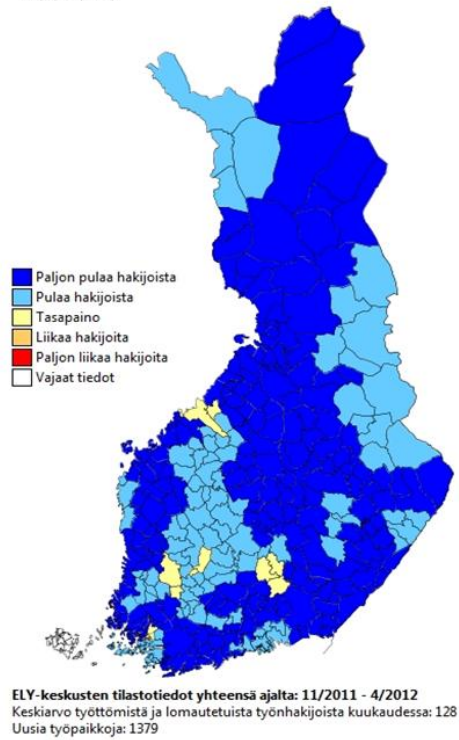 Paljon pulaa hakijoista
Pulaa hakijoista
Tasapaino
Liikaa hakijoita
Paljon liikaa hakijoita
Vajaat tiedot
ELY-keskusten tilastotiedot yhteensä ajalta: 11/2011 - 4/2012
Keskiarvo työttömistä ja lomautetuista työnhakijoista kuukaudessa: 128
Uusia työpaikkoja: 1379